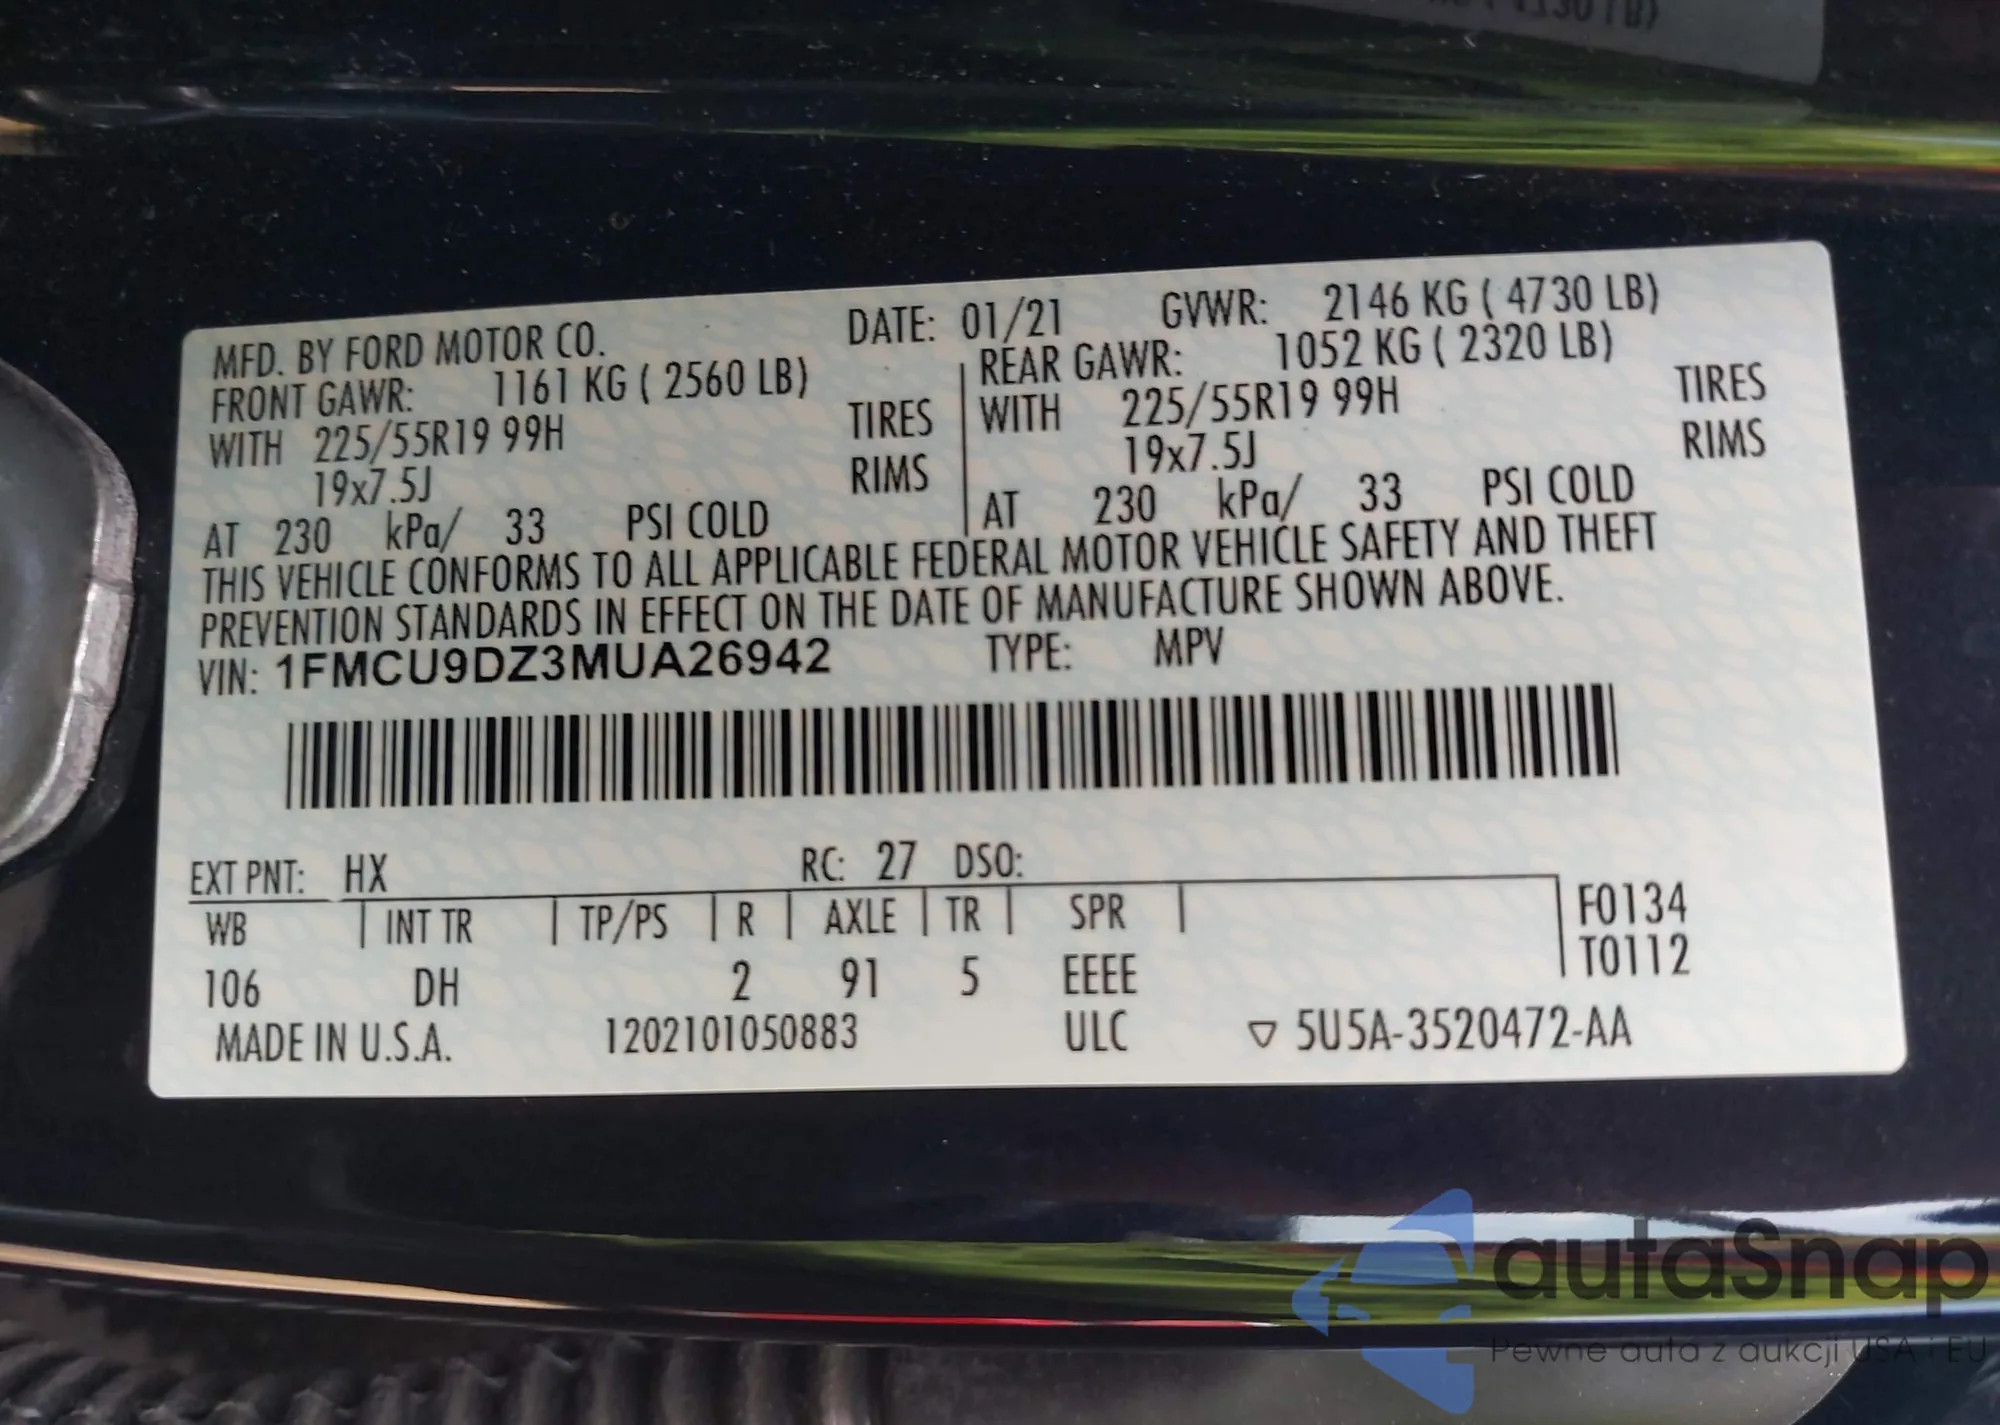 MFD. BY FORD MOTOR CO. DATE: 01/21 GVWR: 2146 KG ( 4730 LB)
FRONT GAWR: 1161 KG ( 2560 LB) REAR GAWR: 1052 KG ( 2320 LB)
WITH 225/55R19 99H TIRES WITH 225/55R19 99H TIRES
19x7.5J RIMS 19x7.5J RIMS
AT 230 kPa/ 33 PSI COLD AT 230 kPa/ 33 PSI COLD
THIS VEHICLE CONFORMS TO ALL APPLICABLE FEDERAL MOTOR VEHICLE SAFETY AND THEFT
PREVENTION STANDARDS IN EFFECT ON THE DATE OF MANUFACTURE SHOWN ABOVE.
VIN: 1FMCU9DZ3MUA26942 TYPE: MPV
EXT PNT: HX RC: 27 DSO:
WB INT TR TP/PS R AXLE TR SPR F0134
T0112
106 DH 2 91 5 EEEE
MADE IN U.S.A. 1202101050883 ULC ▽ 5U5A-3520472-AA
autaSnap
Pewne auta z aukcji USA i EU